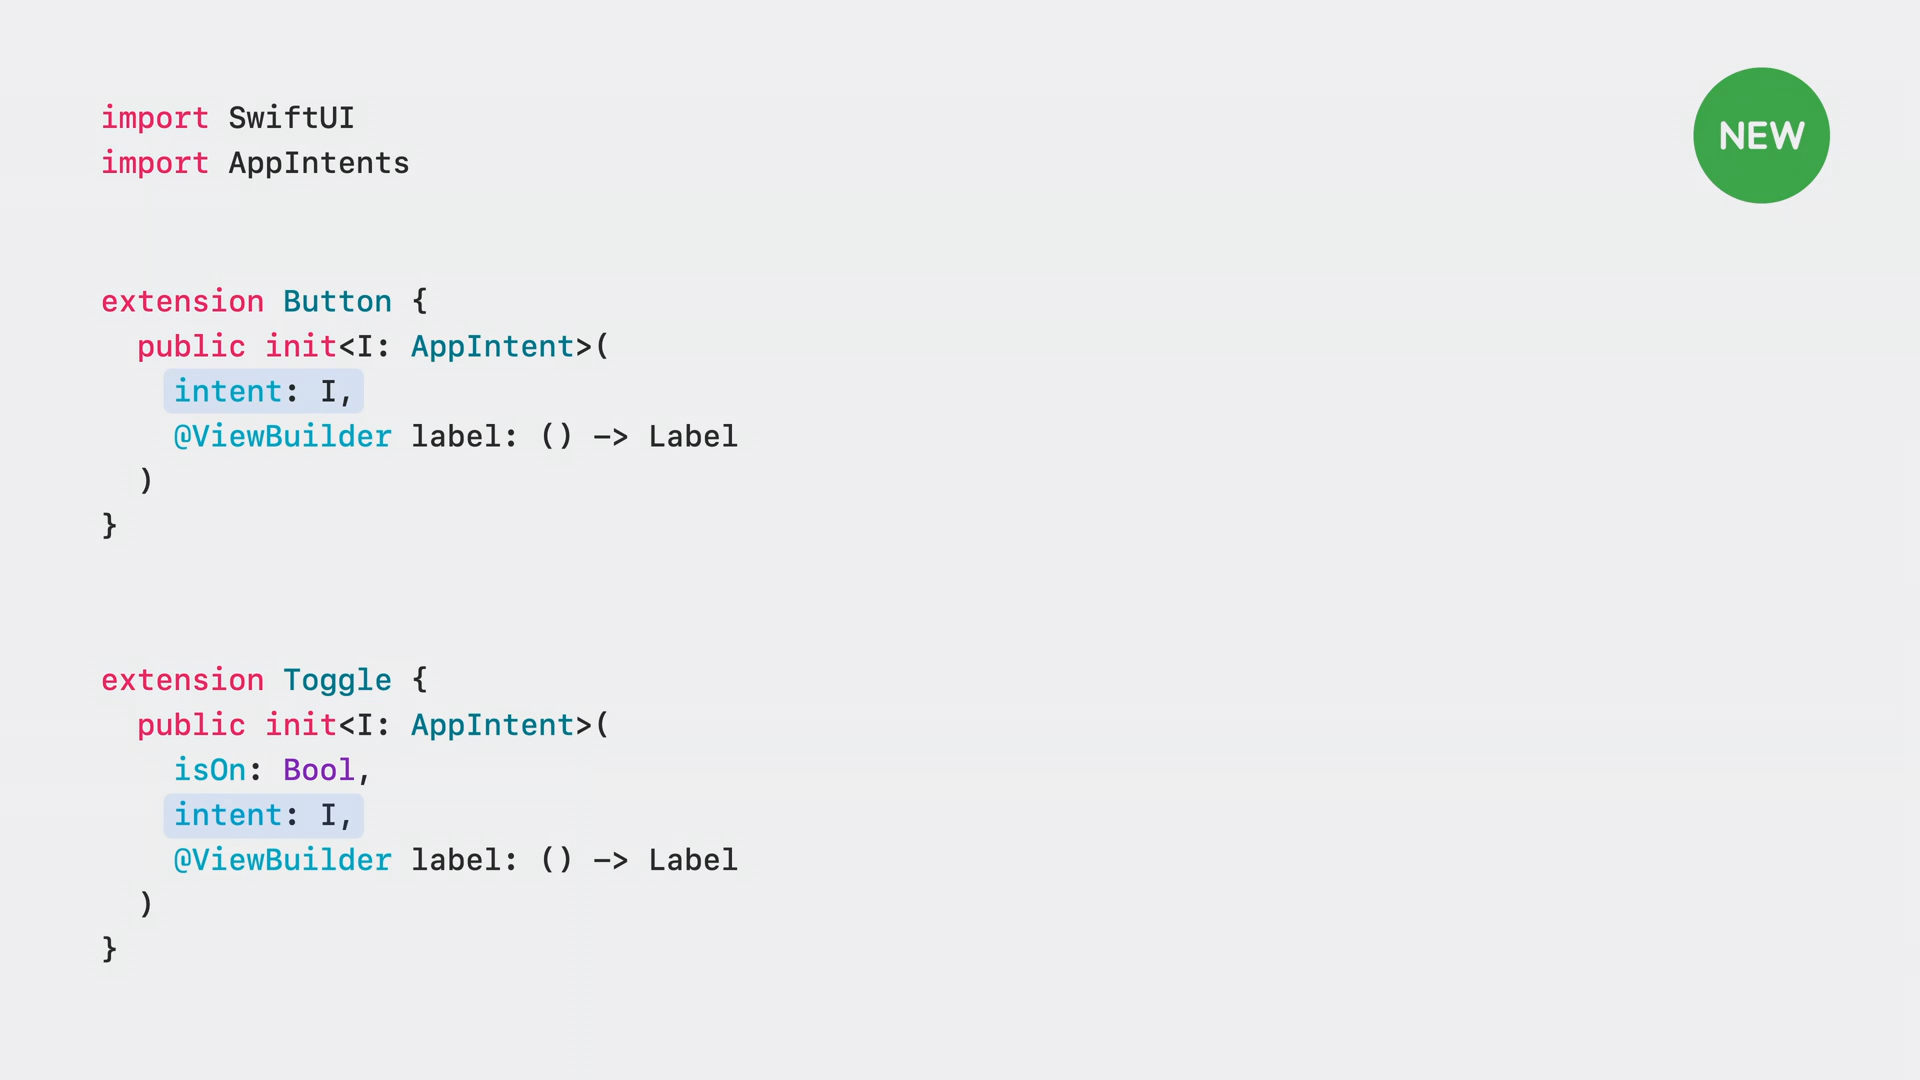 import SwiftUI
import AppIntents
NEW
extension Button {
  public init<I: AppIntent>(
    intent: I,
    @ViewBuilder label: () -> Label
  )
}
extension Toggle {
  public init<I: AppIntent>(
    isOn: Bool,
    intent: I,
    @ViewBuilder label: () -> Label
  )
}